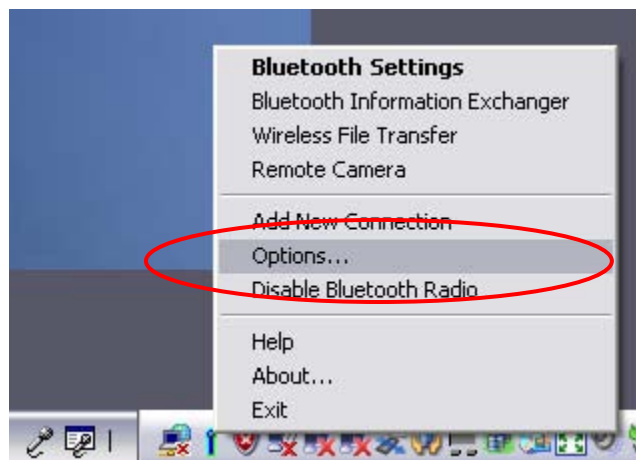 Bluetooth Settings
Bluetooth Information Exchanger
Wireless File Transfer
Remote Camera
Add New Connection
Options...
Disable Bluetooth Radio
Help
About...
Exit